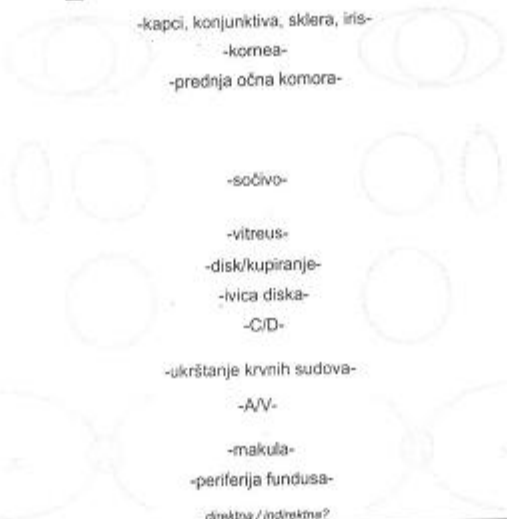 -kapci, konjunktiva, sklera, iris-
-kornea-
-prednja očna komora-
-sočivo-
-vitreus-
-disk/kupiranje-
-ivica diska-
-C/D-
-ukrštanje krvnih sudova-
-A/V-
-makula-
-periferija fundusa-
direktna / indirektna?